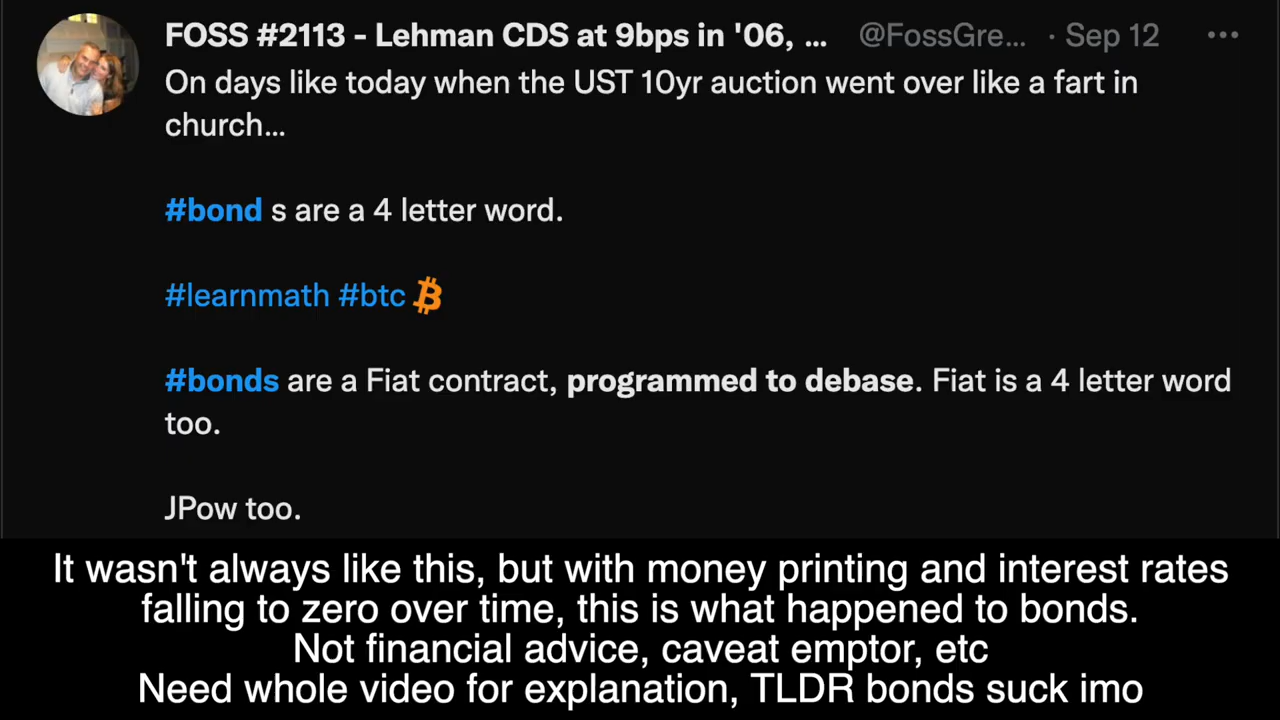 FOSS #2113 - Lehman CDS at 9bps in '06, ... @FossGre... · Sep 12
On days like today when the UST 10yr auction went over like a fart in
church...
#bond s are a 4 letter word.
#learnmath #btc
#bonds are a Fiat contract, programmed to debase. Fiat is a 4 letter word
too.
JPow too.
It wasn't always like this, but with money printing and interest rates
falling to zero over time, this is what happened to bonds.
Not financial advice, caveat emptor, etc
Need whole video for explanation, TLDR bonds suck imo